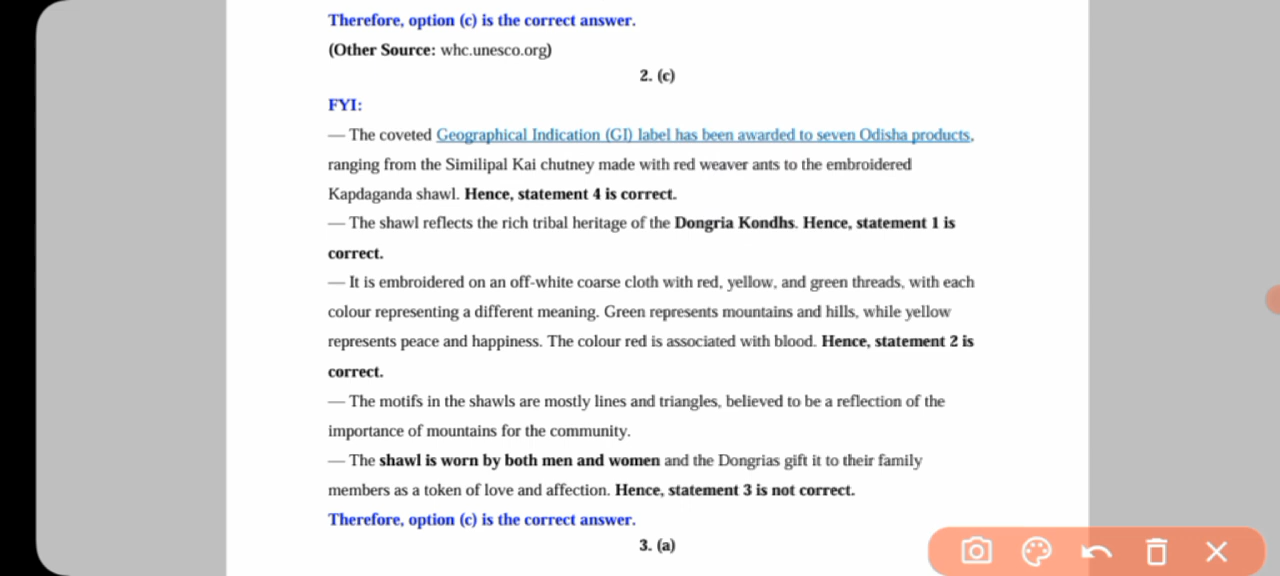 Therefore, option (c) is the correct answer.
(Other Source: whc.unesco.org)
2. (c)
FYI:
— The coveted Geographical Indication (GI) label has been awarded to seven Odisha products,
ranging from the Similipal Kai chutney made with red weaver ants to the embroidered
Kapdaganda shawl. Hence, statement 4 is correct.
— The shawl reflects the rich tribal heritage of the Dongria Kondhs. Hence, statement 1 is
correct.
— It is embroidered on an off-white coarse cloth with red, yellow, and green threads, with each
colour representing a different meaning. Green represents mountains and hills, while yellow
represents peace and happiness. The colour red is associated with blood. Hence, statement 2 is
correct.
— The motifs in the shawls are mostly lines and triangles, believed to be a reflection of the
importance of mountains for the community.
— The shawl is worn by both men and women and the Dongrias gift it to their family
members as a token of love and affection. Hence, statement 3 is not correct.
Therefore, option (c) is the correct answer.
3. (a)